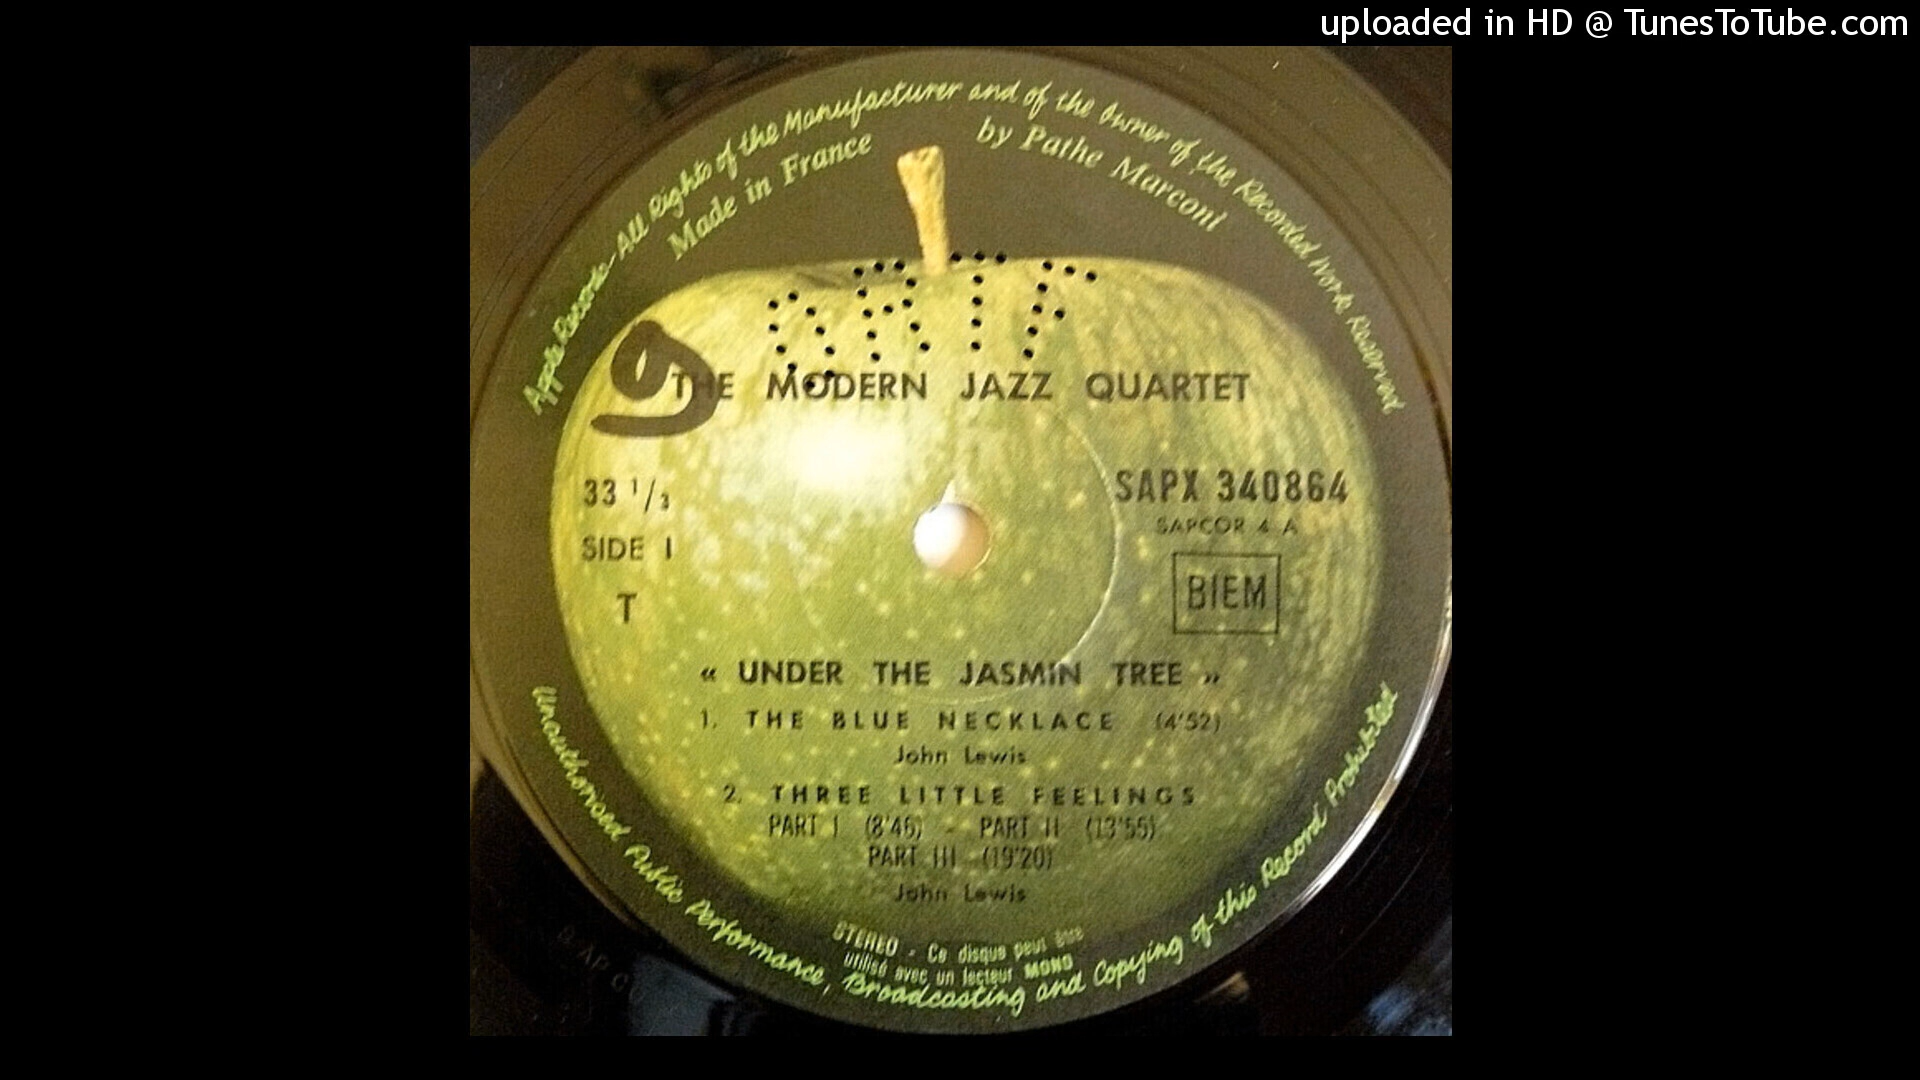 uploaded in HD @ TunesToTube.com
Apple Records - All Rights of the Manufacturer and of the Owner of the Recorded Work Reserved
Made in France by Pathe Marconi
ORTF
THE MODERN JAZZ QUARTET
33 1/3
SAPX 340864
SAPCOR 4 A
SIDE 1
BIEM
T
« UNDER THE JASMIN TREE »
1. THE BLUE NECKLACE (4'52)
John Lewis
2. THREE LITTLE FEELINGS
PART I (8'46) - PART II (13'55)
PART III (19'20)
John Lewis
STEREO - Ce disque peut être
utilisé avec un lecteur MONO
Unauthorised Public Performance, Broadcasting and Copying of this Record Prohibited